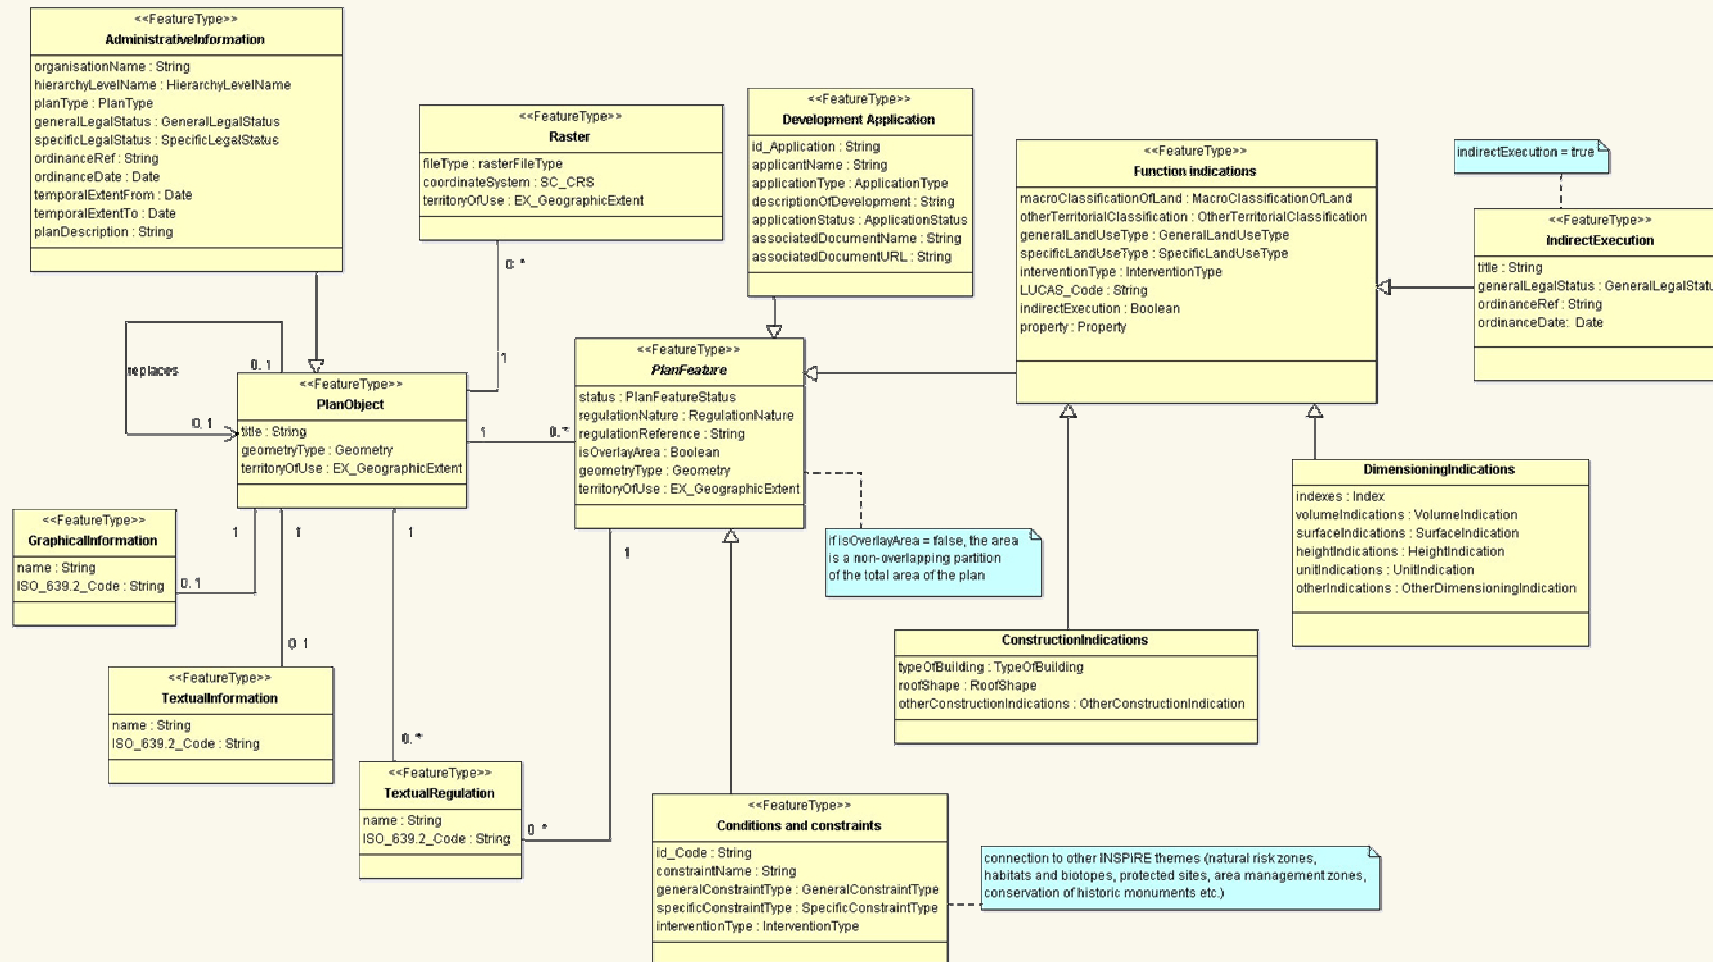 <<FeatureType>>
AdministrativeInformation
organisationName : String
hierarchyLevelName : HierarchyLevelName
planType : PlanType
generalLegalStatus : GeneralLegalStatus
specificLegalStatus : SpecificLegalStatus
ordinanceRef : String
ordinanceDate : Date
temporalExtentFrom : Date
temporalExtentTo : Date
planDescription : String
<<FeatureType>>
Raster
fileType : rasterFileType
coordinateSystem : SC_CRS
territoryOfUse : EX_GeographicExtent
0..*
1
<<FeatureType>>
Development Application
id_Application : String
applicantName : String
applicationType : ApplicationType
descriptionOfDevelopment : String
applicationStatus : ApplicationStatus
associatedDocumentName : String
associatedDocumentURL : String
<<FeatureType>>
Function indications
macroClassificationOfLand : MacroClassificationOfLand
otherTerritorialClassification : OtherTerritorialClassification
generalLandUseType : GeneralLandUseType
specificLandUseType : SpecificLandUseType
interventionType : InterventionType
LUCAS_Code : String
indirectExecution : Boolean
property : Property
indirectExecution = true
<<FeatureType>>
IndirectExecution
title : String
generalLegalStatus : GeneralLegalStatu
ordinanceRef : String
ordinanceDate: Date
replaces
0..1
0..1
<<FeatureType>>
PlanObject
title : String
geometryType : Geometry
territoryOfUse : EX_GeographicExtent
1
0..*
<<FeatureType>>
PlanFeature
status : PlanFeatureStatus
regulationNature : RegulationNature
regulationReference : String
isOverlayArea : Boolean
geometryType : Geometry
territoryOfUse : EX_GeographicExtent
if isOverlayArea = false, the area
is a non-overlapping partition
of the total area of the plan
DimensioningIndications
indexes : Index
volumeIndications : VolumeIndication
surfaceIndications : SurfaceIndication
heightIndications : HeightIndication
unitIndications : UnitIndication
otherIndications : OtherDimensioningIndication
<<FeatureType>>
GraphicalInformation
name : String
ISO_639.2_Code : String
1
0..1
1
0..1
1
0..*
1
0..*
<<FeatureType>>
TextualInformation
name : String
ISO_639.2_Code : String
ConstructionIndications
typeOfBuilding : TypeOfBuilding
roofShape : RoofShape
otherConstructionIndications : OtherConstructionIndication
<<FeatureType>>
TextualRegulation
name : String
ISO_639.2_Code : String
<<FeatureType>>
Conditions and constraints
id_Code : String
constraintName : String
generalConstraintType : GeneralConstraintType
specificConstraintType : SpecificConstraintType
interventionType : InterventionType
connection to other INSPIRE themes (natural risk zones,
habitats and biotopes, protected sites, area management zones,
conservation of historic monuments etc.)